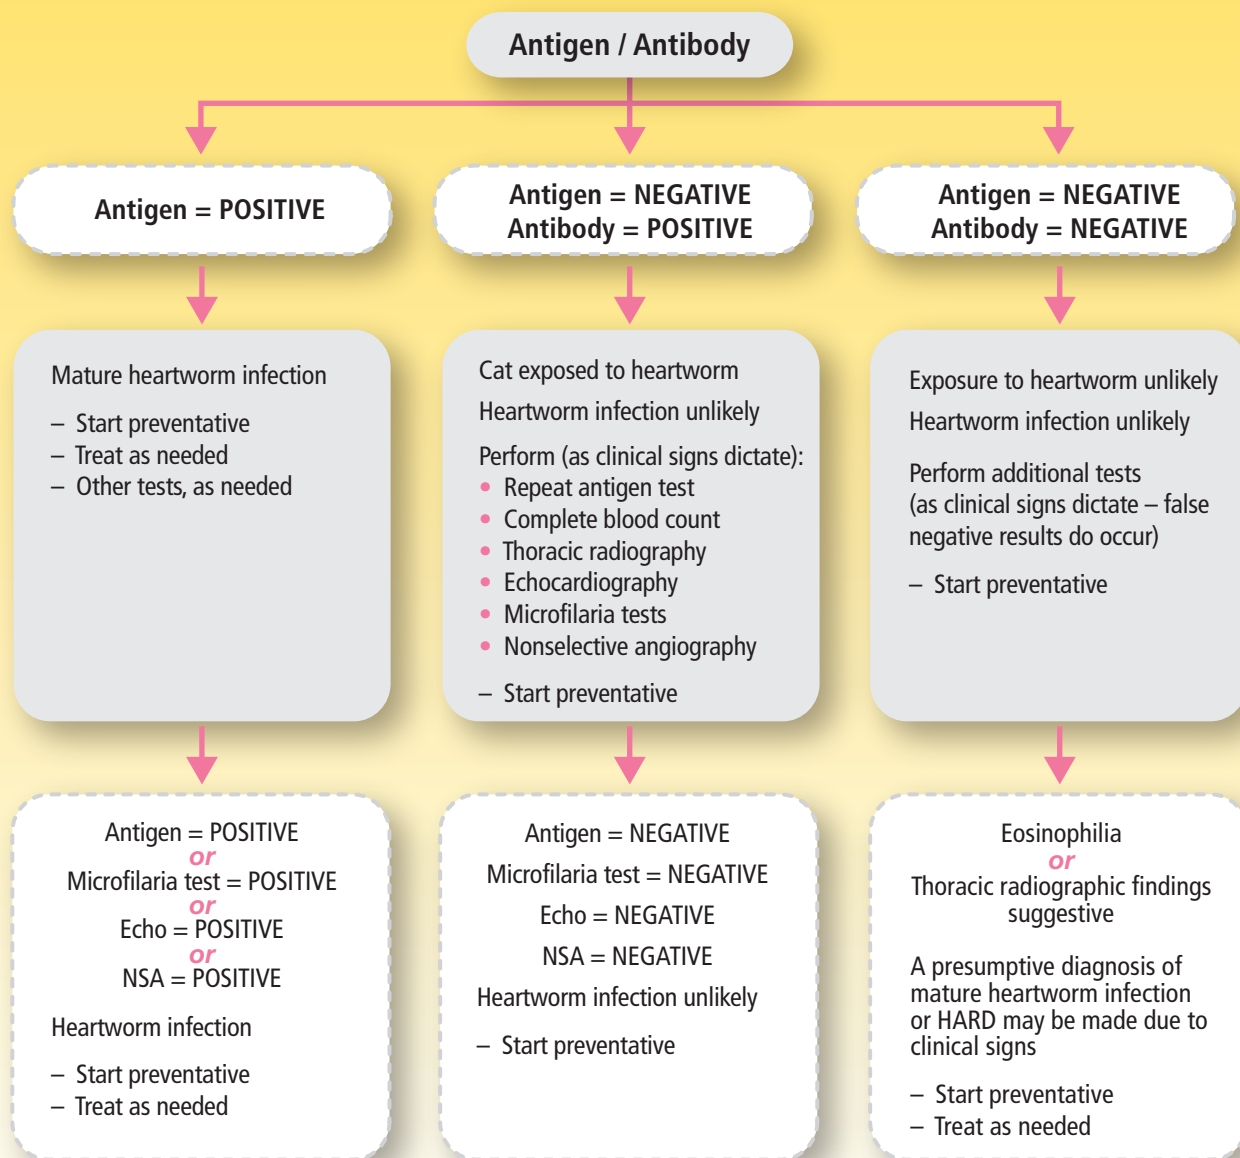 Antigen / Antibody
Antigen = POSITIVE
Antigen = NEGATIVE
Antibody = POSITIVE
Antigen = NEGATIVE
Antibody = NEGATIVE
Mature heartworm infection
– Start preventative
– Treat as needed
– Other tests, as needed
Cat exposed to heartworm
Heartworm infection unlikely
Perform (as clinical signs dictate):
• Repeat antigen test
• Complete blood count
• Thoracic radiography
• Echocardiography
• Microfilaria tests
• Nonselective angiography
– Start preventative
Exposure to heartworm unlikely
Heartworm infection unlikely
Perform additional tests
(as clinical signs dictate – false
negative results do occur)
– Start preventative
Antigen = POSITIVE
or
Microfilaria test = POSITIVE
or
Echo = POSITIVE
or
NSA = POSITIVE
Heartworm infection
– Start preventative
– Treat as needed
Antigen = NEGATIVE
Microfilaria test = NEGATIVE
Echo = NEGATIVE
NSA = NEGATIVE
Heartworm infection unlikely
– Start preventative
Eosinophilia
or
Thoracic radiographic findings
suggestive
A presumptive diagnosis of
mature heartworm infection
or HARD may be made due to
clinical signs
– Start preventative
– Treat as needed